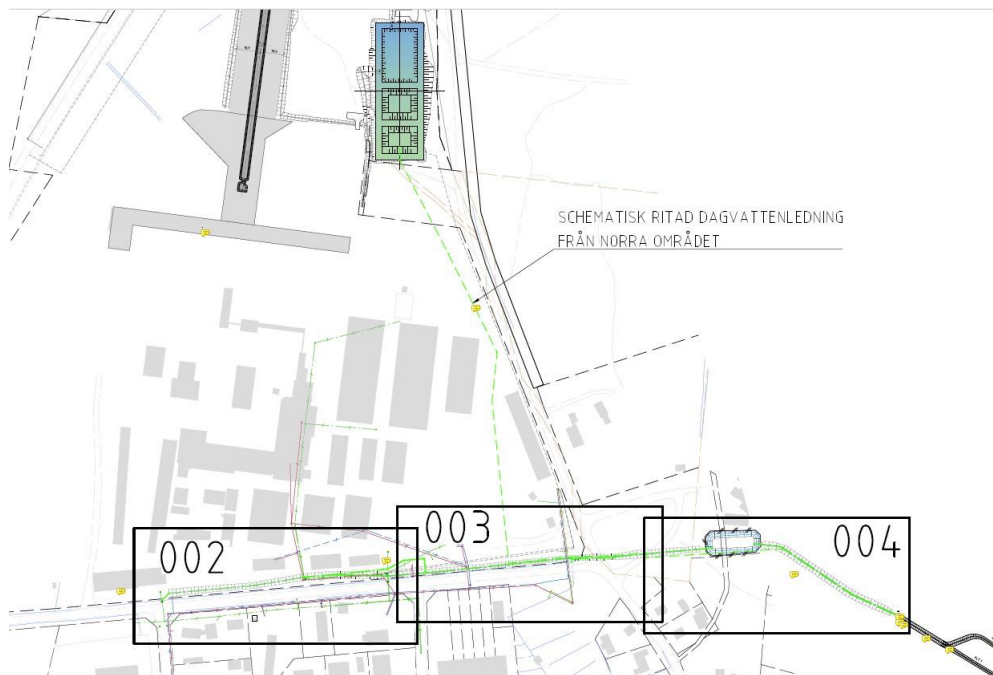 SCHEMATISK RITAD DAGVATTENLEDNING
FRÅN NORRA OMRÅDET
002
003
004